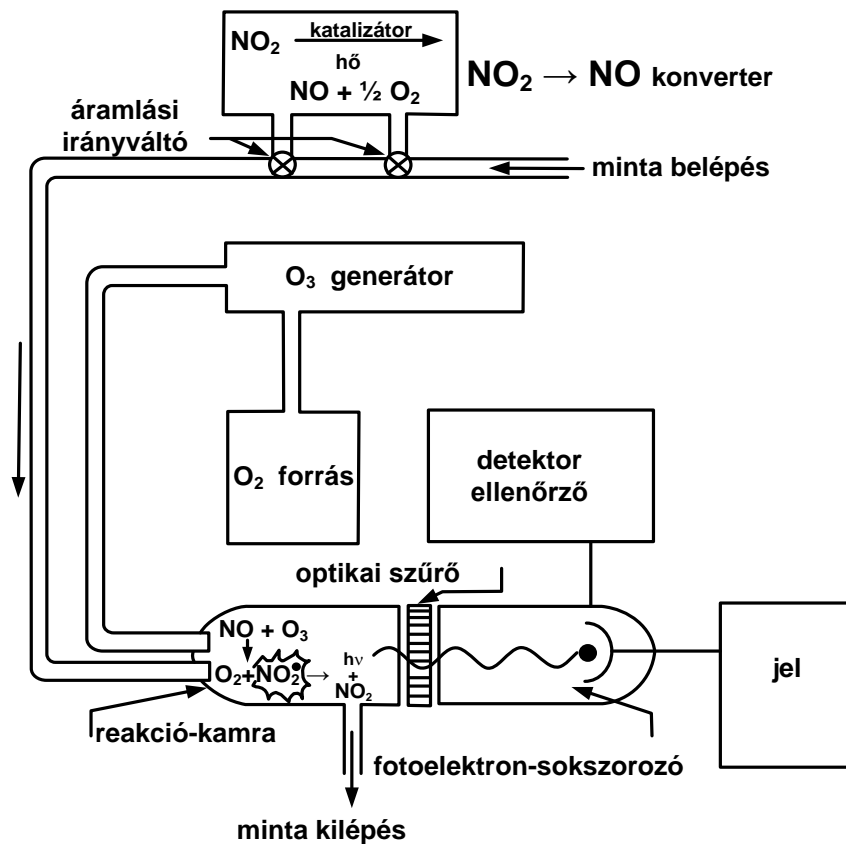 NO₂ katalizátor
hő
NO + ½ O₂
NO₂ → NO konverter
áramlási
irányváltó
minta belépés
O₃ generátor
O₂ forrás
detektor
ellenőrző
optikai szűrő
NO + O₃
O₂+NO₂• → hν
+
NO₂
jel
reakció-kamra
fotoelektron-sokszorozó
minta kilépés